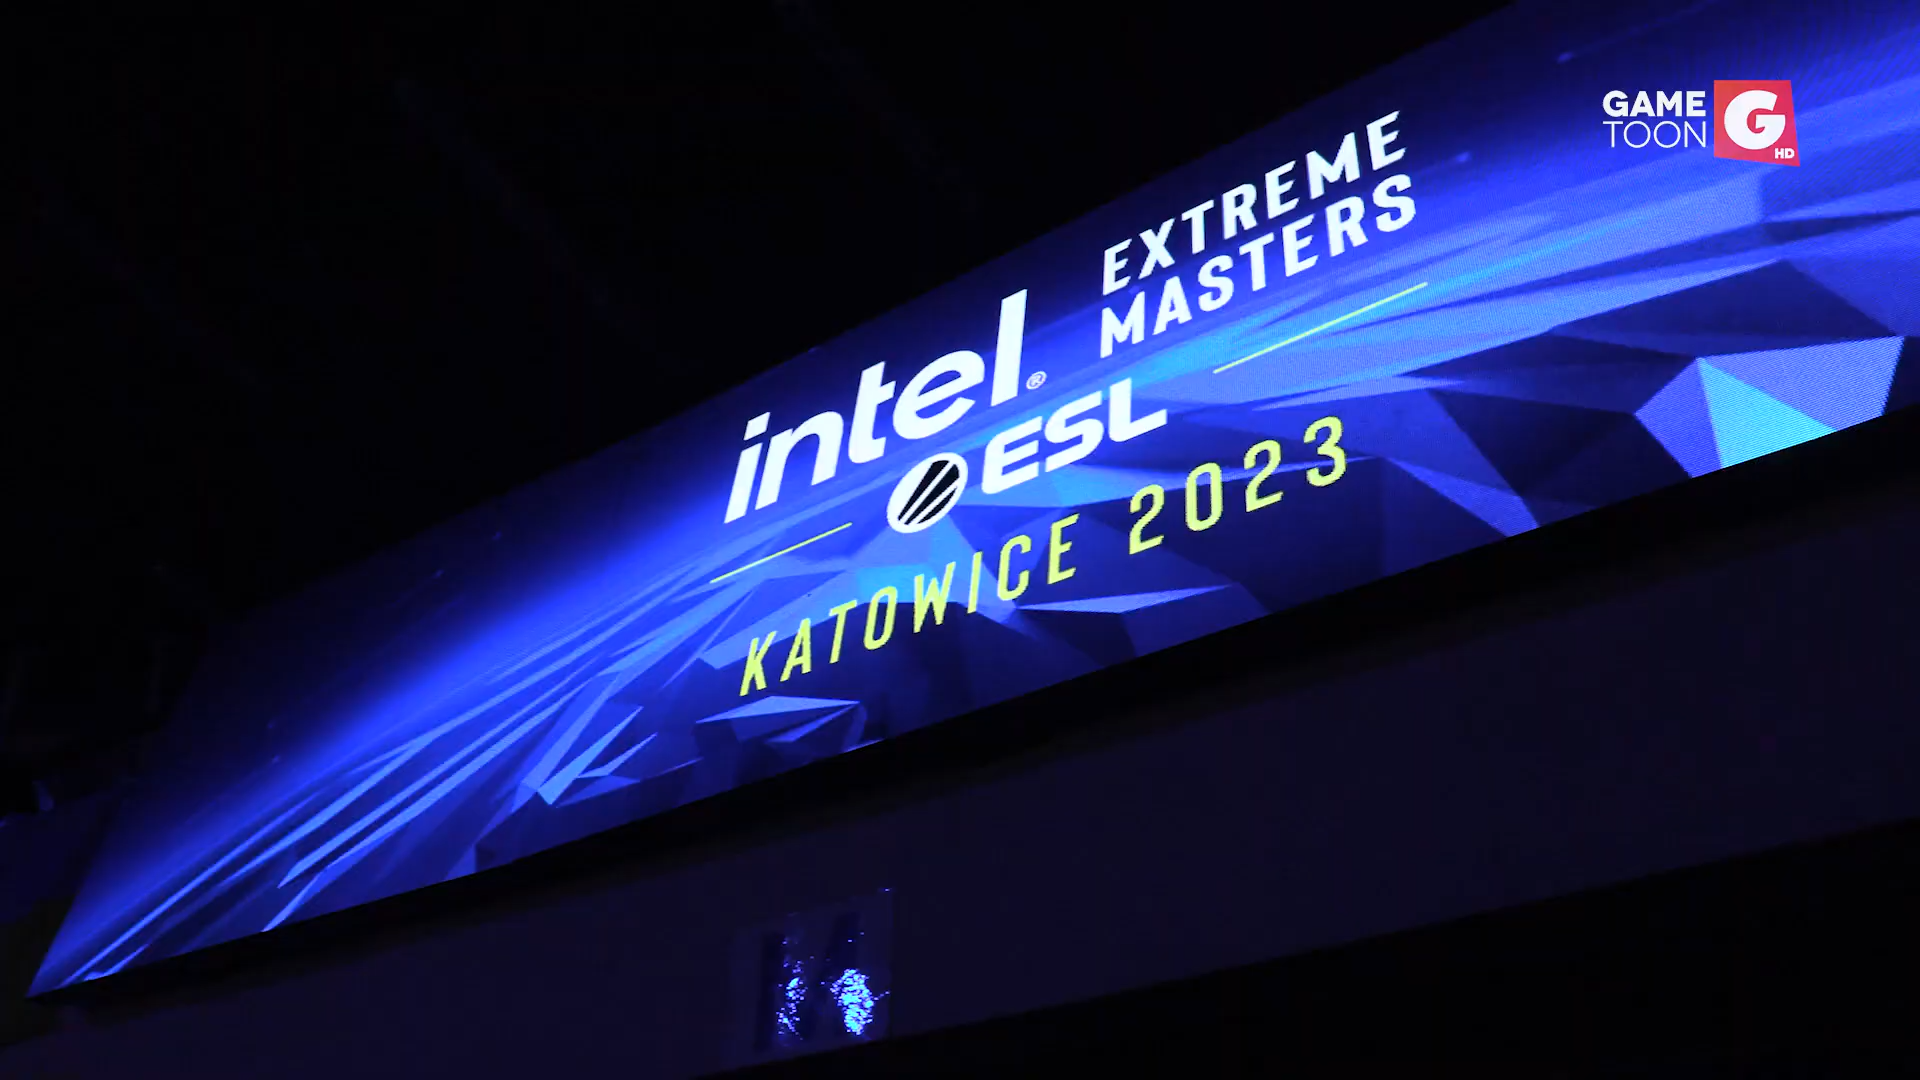 GAME
TOON
G
HD
EXTREME
MASTERS
intel®
ESL
KATOWICE 2023